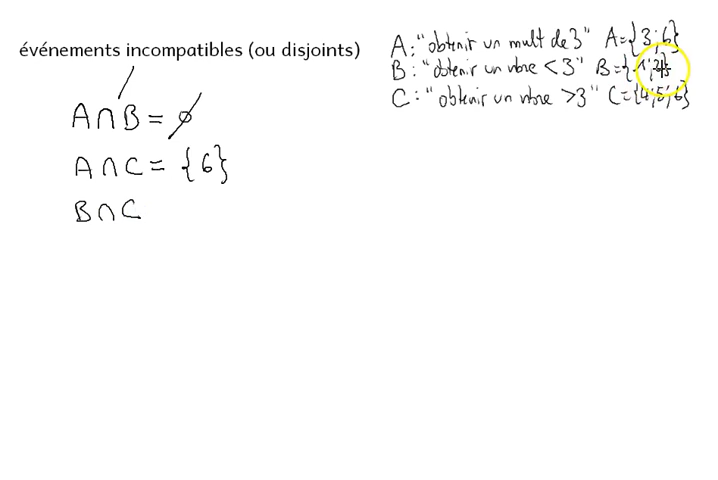 événements incompatibles (ou disjoints)
A∩B = ∅
A∩C = {6}
B∩C
A : "obtenir un mult de 3" A={3;6}
B : "obtenir un nbre <3" B={1;2}
C : "obtenir un nbre >3" C={4;5;6}